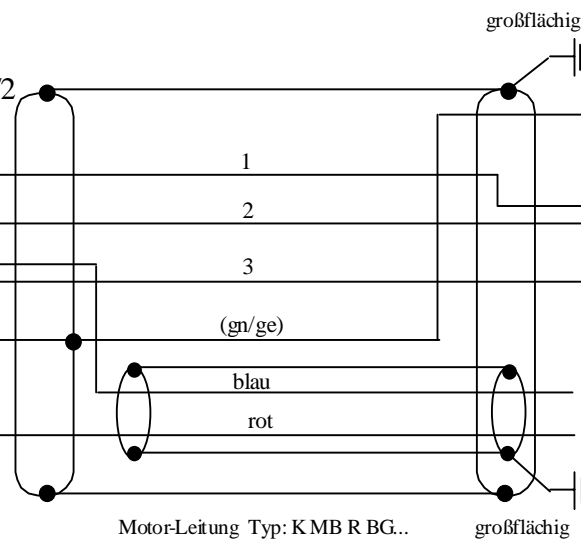 großflächig
/2
1
2
3
(gn/ge)
blau
rot
Motor-Leitung Typ: KMB R BG...
großflächig